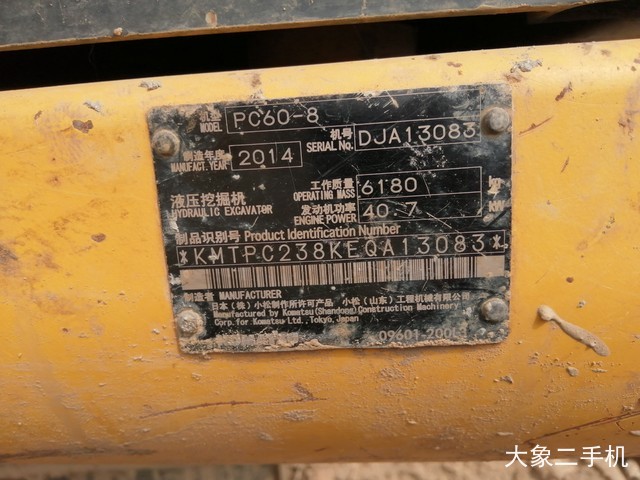 机型 MODEL PC60-8
机号 SERIAL No. DJA13083
制造年度 MANUFACT. YEAR 2014
工作质量 OPERATING MASS 6180 kg
液压挖掘机 HYDRAULIC EXCAVATOR
发动机功率 ENGINE POWER 40.7 kW
制品识别号 Product Identification Number
*KMTPC238KEQA13083*
制造者 MANUFACTURER
日本(株)小松制作所许可产品 小松(山东)工程机械有限公司
Manufactured by Komatsu(Shandong)Construction Machinery
Corp.for Komatsu Ltd.,Tokyo,Japan
大象二手机